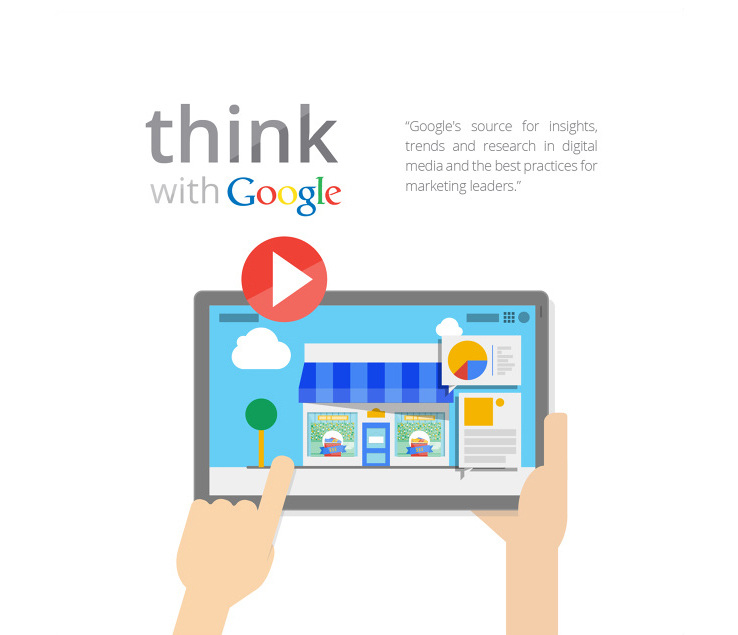 think
with Google
“Google's source for insights,
trends and research in digital
media and the best practices for
marketing leaders.”